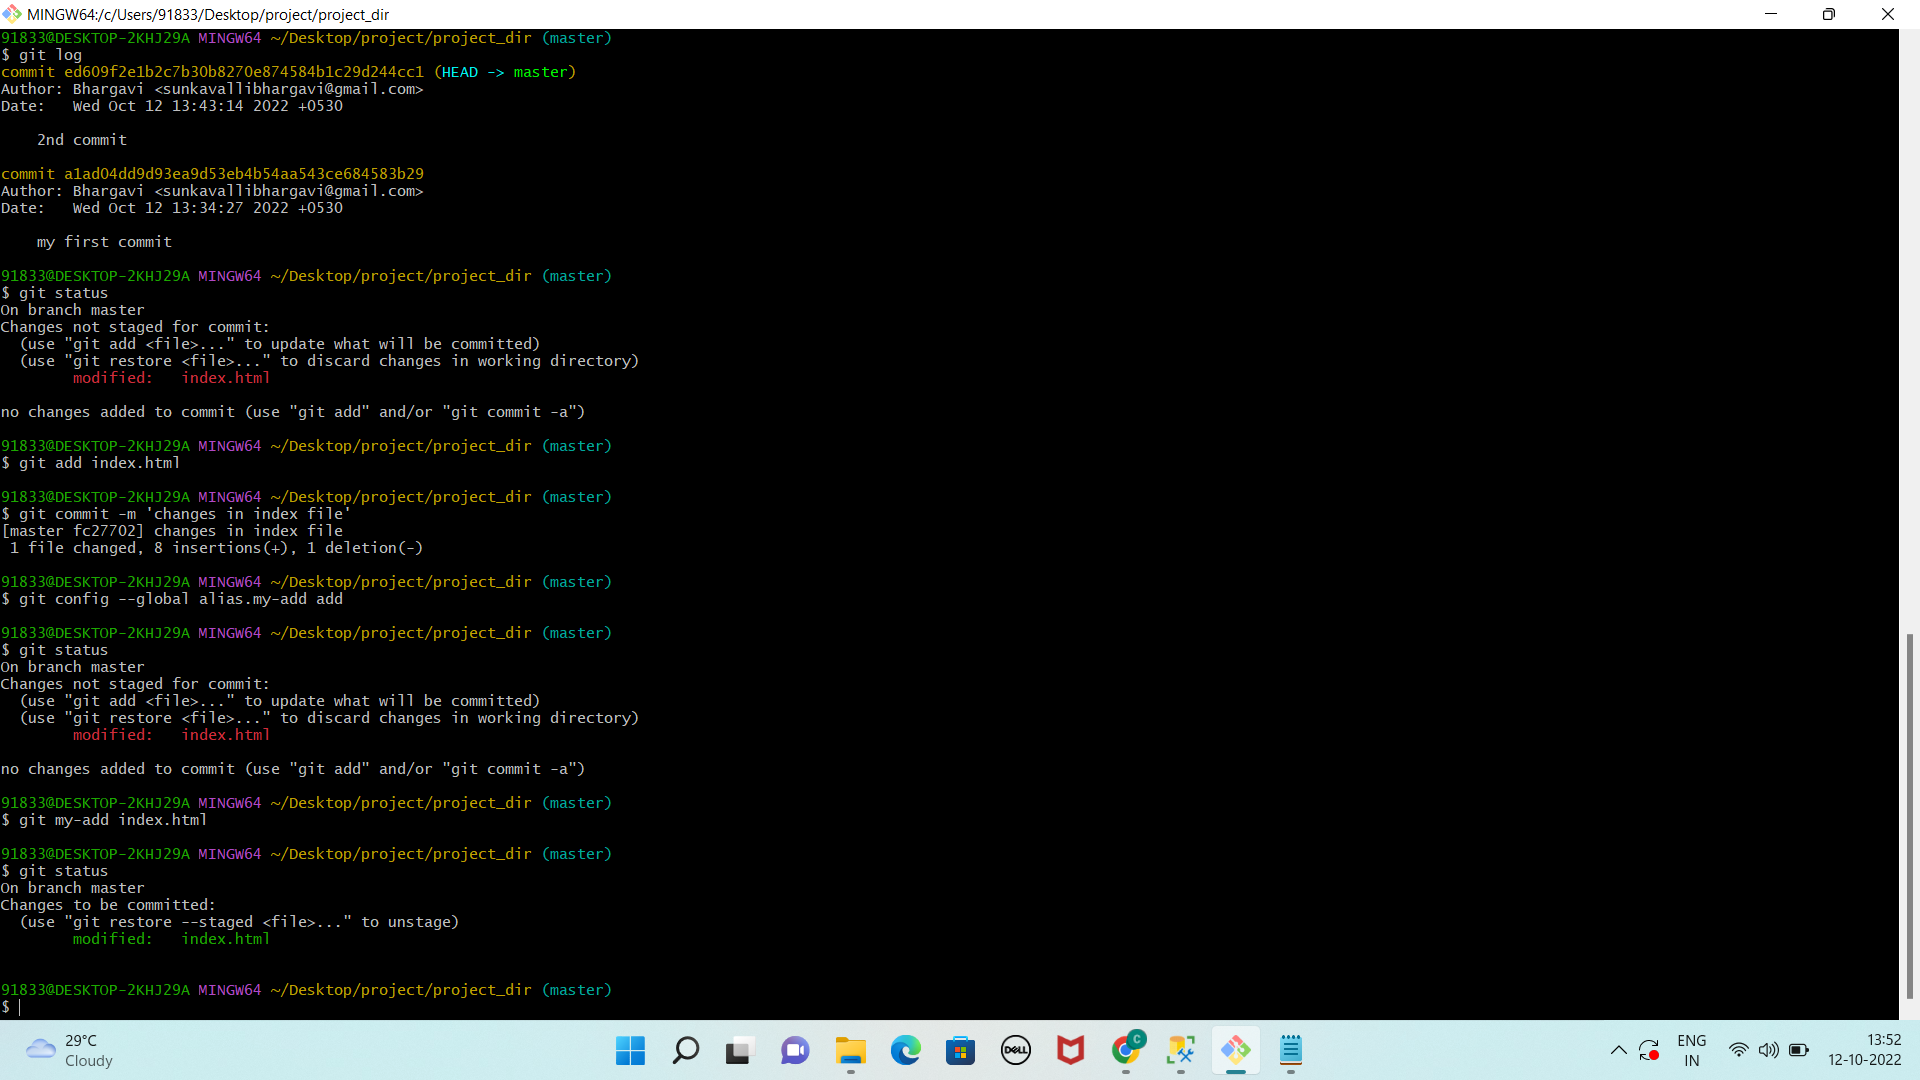 MINGW64:/c/Users/91833/Desktop/project/project_dir
91833@DESKTOP-2KHJ29A MINGW64 ~/Desktop/project/project_dir (master)
$ git log
commit ed609f2e1b2c7b30b8270e874584b1c29d244cc1 (HEAD -> master)
Author: Bhargavi <sunkavallibhargavi@gmail.com>
Date:   Wed Oct 12 13:43:14 2022 +0530
    2nd commit
commit a1ad04dd9d93ea9d53eb4b54aa543ce684583b29
Author: Bhargavi <sunkavallibhargavi@gmail.com>
Date:   Wed Oct 12 13:34:27 2022 +0530
    my first commit
91833@DESKTOP-2KHJ29A MINGW64 ~/Desktop/project/project_dir (master)
$ git status
On branch master
Changes not staged for commit:
  (use "git add <file>..." to update what will be committed)
  (use "git restore <file>..." to discard changes in working directory)
        modified:   index.html
no changes added to commit (use "git add" and/or "git commit -a")
91833@DESKTOP-2KHJ29A MINGW64 ~/Desktop/project/project_dir (master)
$ git add index.html
91833@DESKTOP-2KHJ29A MINGW64 ~/Desktop/project/project_dir (master)
$ git commit -m 'changes in index file'
[master fc27702] changes in index file
 1 file changed, 8 insertions(+), 1 deletion(-)
91833@DESKTOP-2KHJ29A MINGW64 ~/Desktop/project/project_dir (master)
$ git config --global alias.my-add add
91833@DESKTOP-2KHJ29A MINGW64 ~/Desktop/project/project_dir (master)
$ git status
On branch master
Changes not staged for commit:
  (use "git add <file>..." to update what will be committed)
  (use "git restore <file>..." to discard changes in working directory)
        modified:   index.html
no changes added to commit (use "git add" and/or "git commit -a")
91833@DESKTOP-2KHJ29A MINGW64 ~/Desktop/project/project_dir (master)
$ git my-add index.html
91833@DESKTOP-2KHJ29A MINGW64 ~/Desktop/project/project_dir (master)
$ git status
On branch master
Changes to be committed:
  (use "git restore --staged <file>..." to unstage)
        modified:   index.html
91833@DESKTOP-2KHJ29A MINGW64 ~/Desktop/project/project_dir (master)
$
29°C
Cloudy
DELL
C
ENG
IN
13:52
12-10-2022